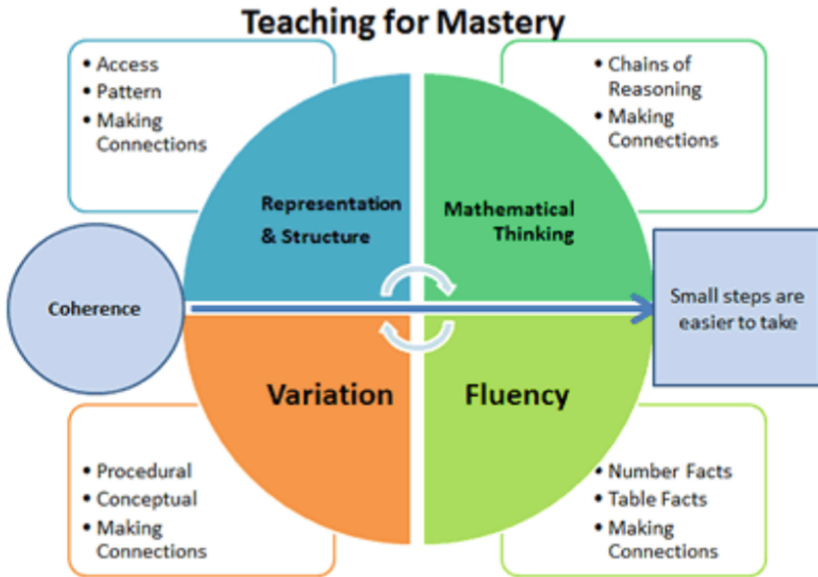 Teaching for Mastery
• Access
• Pattern
• Making
Connections
• Chains of
Reasoning
• Making
Connections
Representation
& Structure
Mathematical
Thinking
Coherence
Small steps are
easier to take
Variation
Fluency
• Procedural
• Conceptual
• Making
Connections
• Number Facts
• Table Facts
• Making
Connections